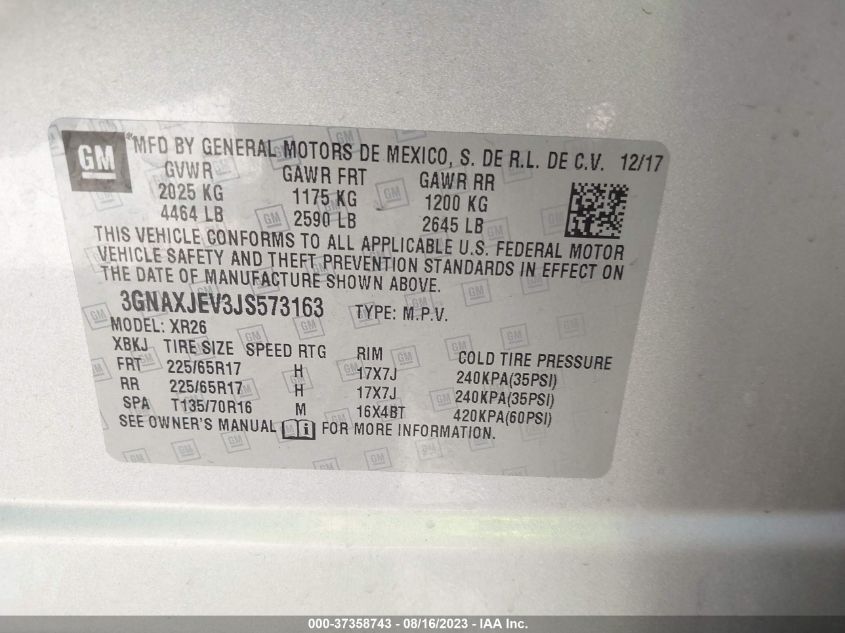 GM MFD BY GENERAL MOTORS DE MEXICO, S. DE R.L. DE C.V. 12/17
GVWR GAWR FRT GAWR RR
2025 KG 1175 KG 1200 KG
4464 LB 2590 LB 2645 LB
THIS VEHICLE CONFORMS TO ALL APPLICABLE U.S. FEDERAL MOTOR
VEHICLE SAFETY AND THEFT PREVENTION STANDARDS IN EFFECT ON
THE DATE OF MANUFACTURE SHOWN ABOVE.
3GNAXJEV3JS573163 TYPE: M.P.V.
MODEL: XR26
XBKJ TIRE SIZE SPEED RTG RIM COLD TIRE PRESSURE
FRT 225/65R17 H 17X7J 240KPA(35PSI)
RR 225/65R17 H 17X7J 240KPA(35PSI)
SPA T135/70R16 M 16X4BT 420KPA(60PSI)
SEE OWNER'S MANUAL FOR MORE INFORMATION.
000-37358743 - 08/16/2023 - IAA Inc.